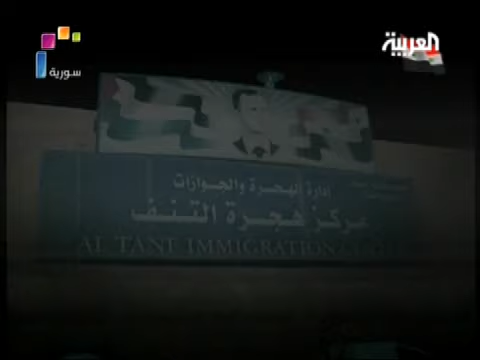 سورية
العربية
إدارة الهجرة والجوازات
مركز هجرة التنف
AL TANF IMMIGRATION